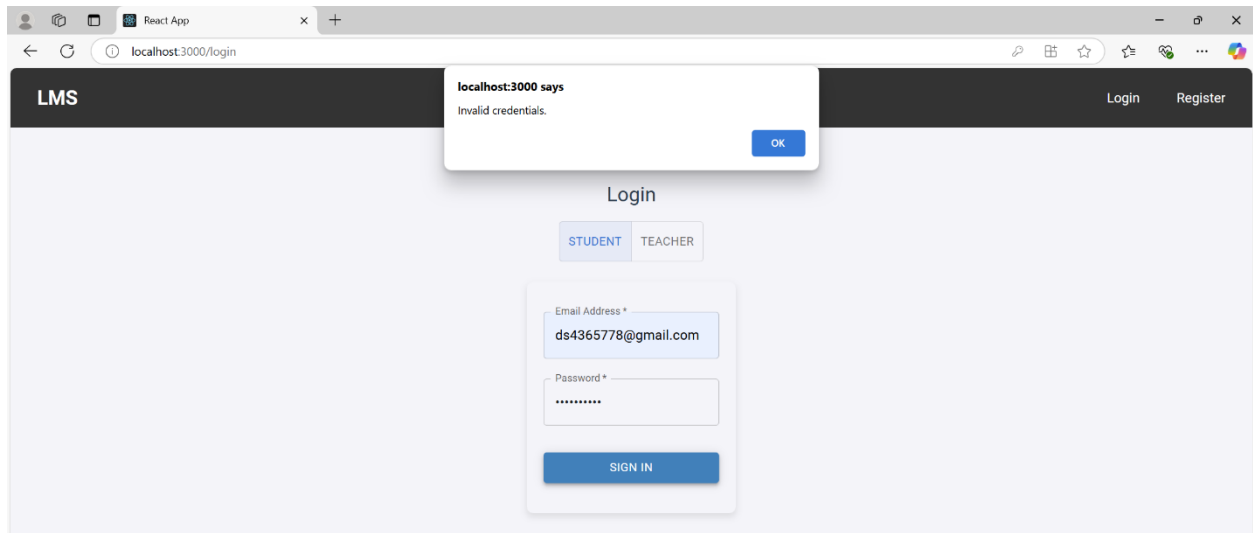 React App
localhost:3000/login
localhost:3000 says
Invalid credentials.
OK
LMS
Login Register
Login
STUDENT TEACHER
Email Address *
ds4365778@gmail.com
Password *
••••••••••
SIGN IN